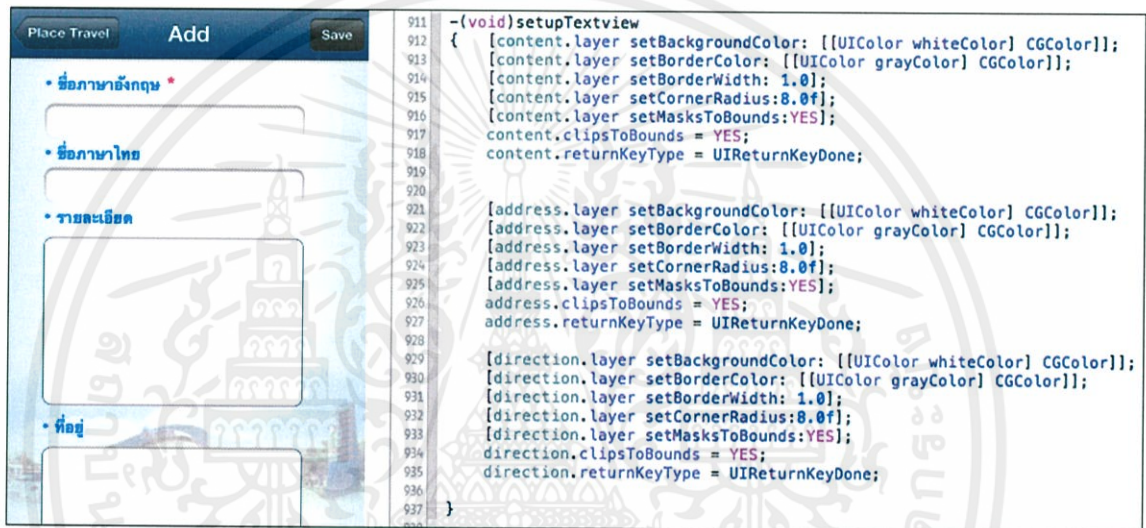 Place Travel Add Save
• ชื่อภาษาอังกฤษ *
• ชื่อภาษาไทย
• รายละเอียด
• ที่อยู่
911 -(void)setupTextview
912 {    [content.layer setBackgroundColor: [[UIColor whiteColor] CGColor]];
913 [content.layer setBorderColor: [[UIColor grayColor] CGColor]];
914 [content.layer setBorderWidth: 1.0];
915 [content.layer setCornerRadius:8.0f];
916 [content.layer setMasksToBounds:YES];
917 content.clipsToBounds = YES;
918 content.returnKeyType = UIReturnKeyDone;
919
920
921 [address.layer setBackgroundColor: [[UIColor whiteColor] CGColor]];
922 [address.layer setBorderColor: [[UIColor grayColor] CGColor]];
923 [address.layer setBorderWidth: 1.0];
924 [address.layer setCornerRadius:8.0f];
925 [address.layer setMasksToBounds:YES];
926 address.clipsToBounds = YES;
927 address.returnKeyType = UIReturnKeyDone;
928
929 [direction.layer setBackgroundColor: [[UIColor whiteColor] CGColor]];
930 [direction.layer setBorderColor: [[UIColor grayColor] CGColor]];
931 [direction.layer setBorderWidth: 1.0];
932 [direction.layer setCornerRadius:8.0f];
933 [direction.layer setMasksToBounds:YES];
934 direction.clipsToBounds = YES;
935 direction.returnKeyType = UIReturnKeyDone;
936
937 }